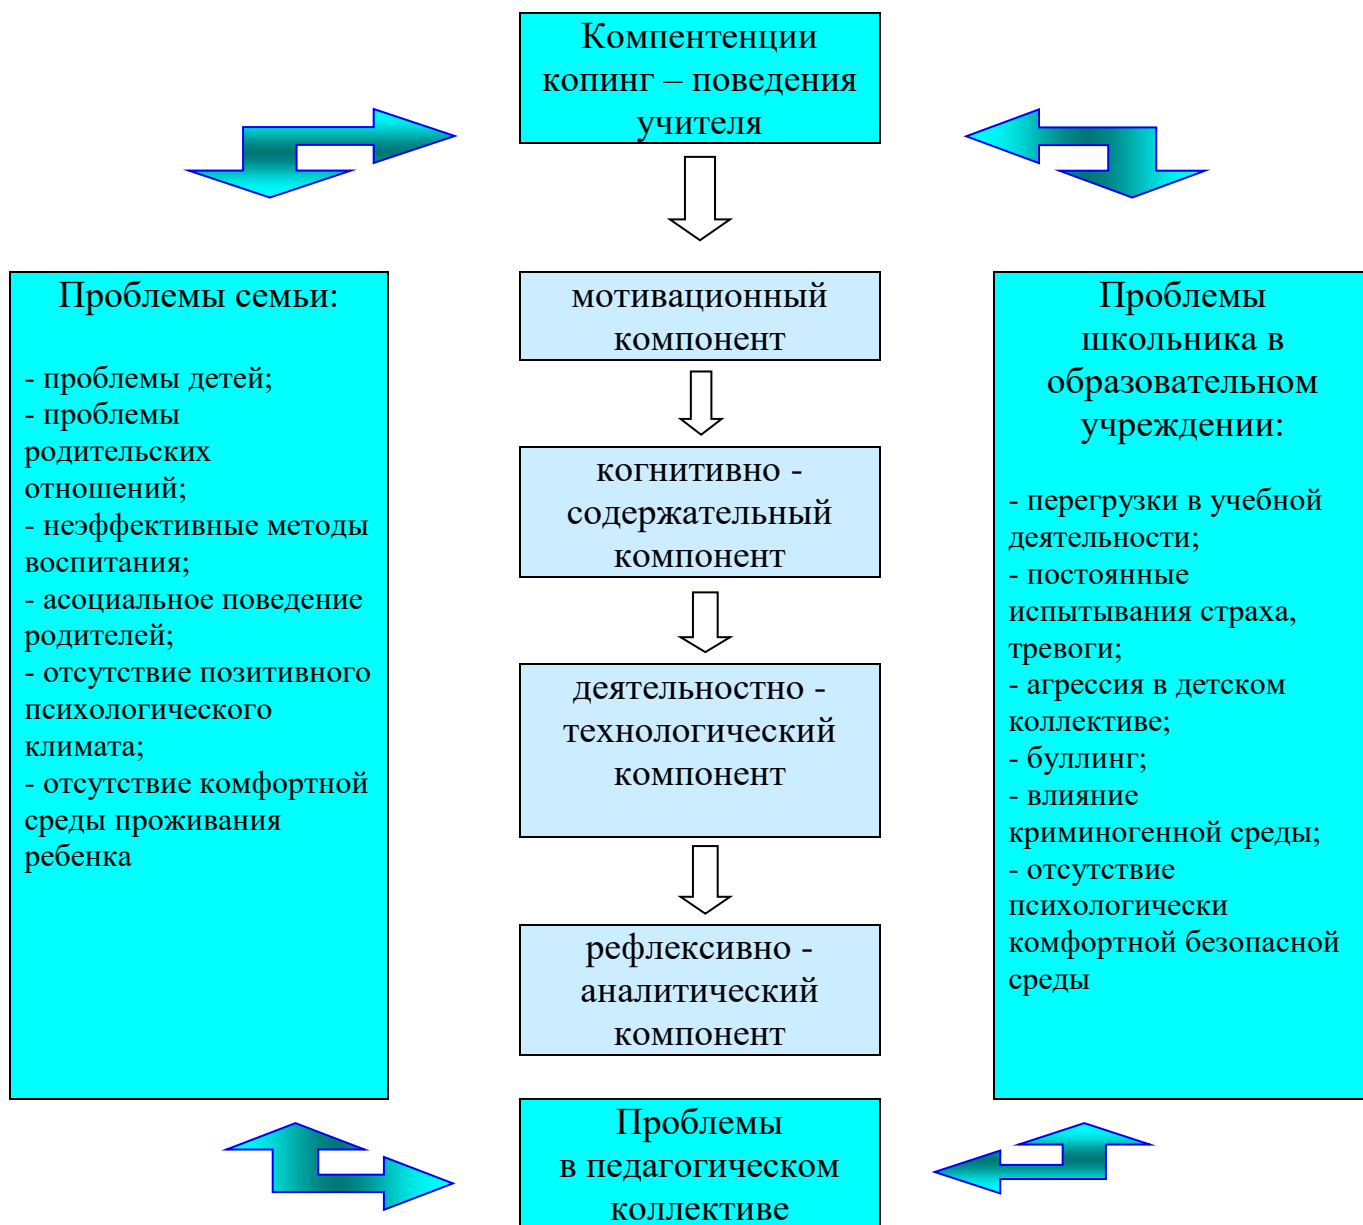 Компентенции
копинг – поведения
учителя
Проблемы семьи:
- проблемы детей;
- проблемы
родительских
отношений;
- неэффективные методы
воспитания;
- асоциальное поведение
родителей;
- отсутствие позитивного
психологического
климата;
- отсутствие комфортной
среды проживания
ребенка
мотивационный
компонент
когнитивно -
содержательный
компонент
деятельностно -
технологический
компонент
рефлексивно -
аналитический
компонент
Проблемы
школьника в
образовательном
учреждении:
- перегрузки в учебной
деятельности;
- постоянные
испытывания страха,
тревоги;
- агрессия в детском
коллективе;
- буллинг;
- влияние
криминогенной среды;
- отсутствие
психологически
комфортной безопасной
среды
Проблемы
в педагогическом
коллективе